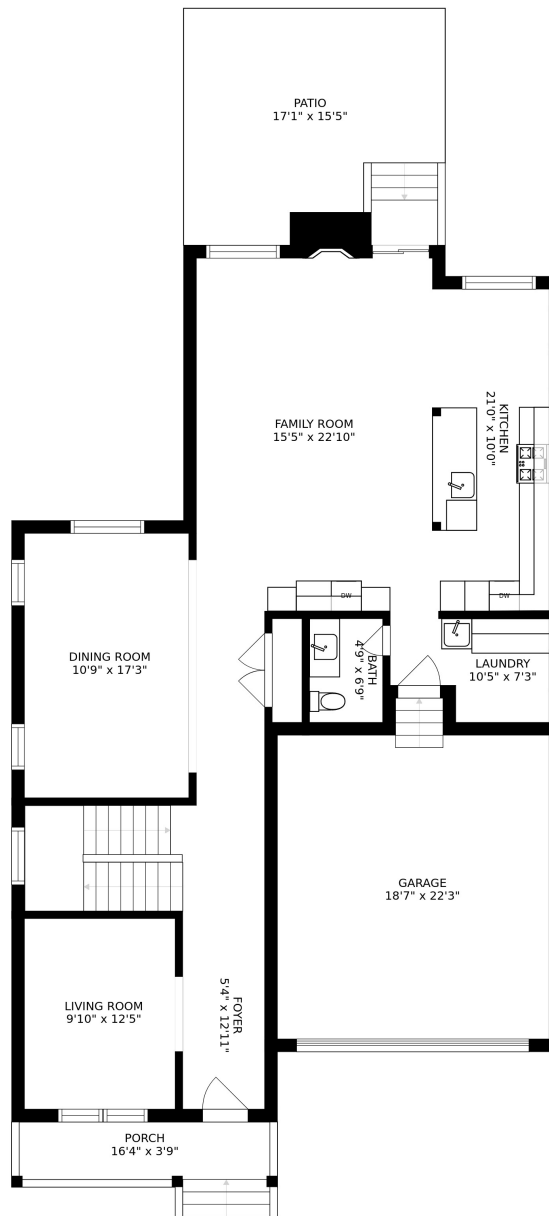 PATIO
17'1" x 15'5"
FAMILY ROOM
15'5" x 22'10"
KITCHEN
21'0" x 10'0"
DW
DW
DINING ROOM
10'9" x 17'3"
BATH
4'9" x 6'9"
LAUNDRY
10'5" x 7'3"
GARAGE
18'7" x 22'3"
LIVING ROOM
9'10" x 12'5"
FOYER
5'4" x 12'11"
PORCH
16'4" x 3'9"